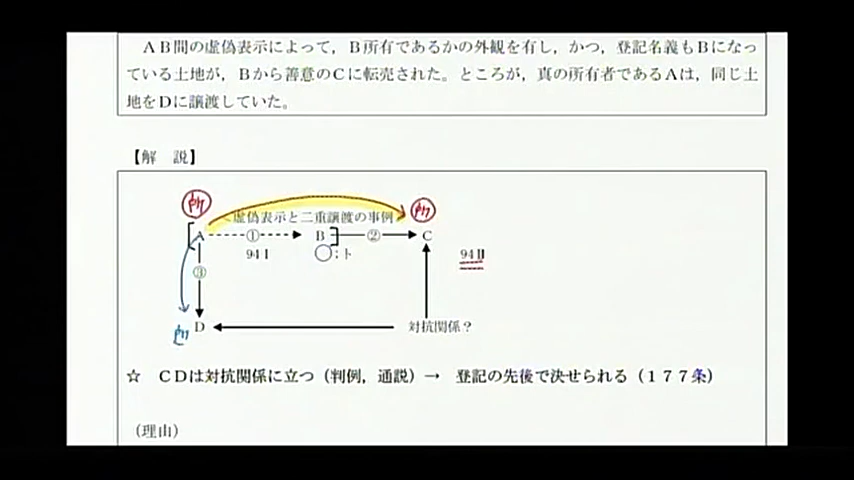 ＡＢ間の虚偽表示によって，Ｂ所有であるかの外観を有し，かつ，登記名義もＢになっ
ている土地が，Ｂから善意のＣに転売された。ところが，真の所有者であるＡは，同じ土
地をＤに譲渡していた。
【解　説】
所 所
虚偽表示と二重譲渡の事例
Ａ ① Ｂ ② Ｃ
94Ⅰ ○：ト 94Ⅱ
③
所 Ｄ 対抗関係？
☆　ＣＤは対抗関係に立つ（判例，通説）→　登記の先後で決せられる（１７７条）
（理由）